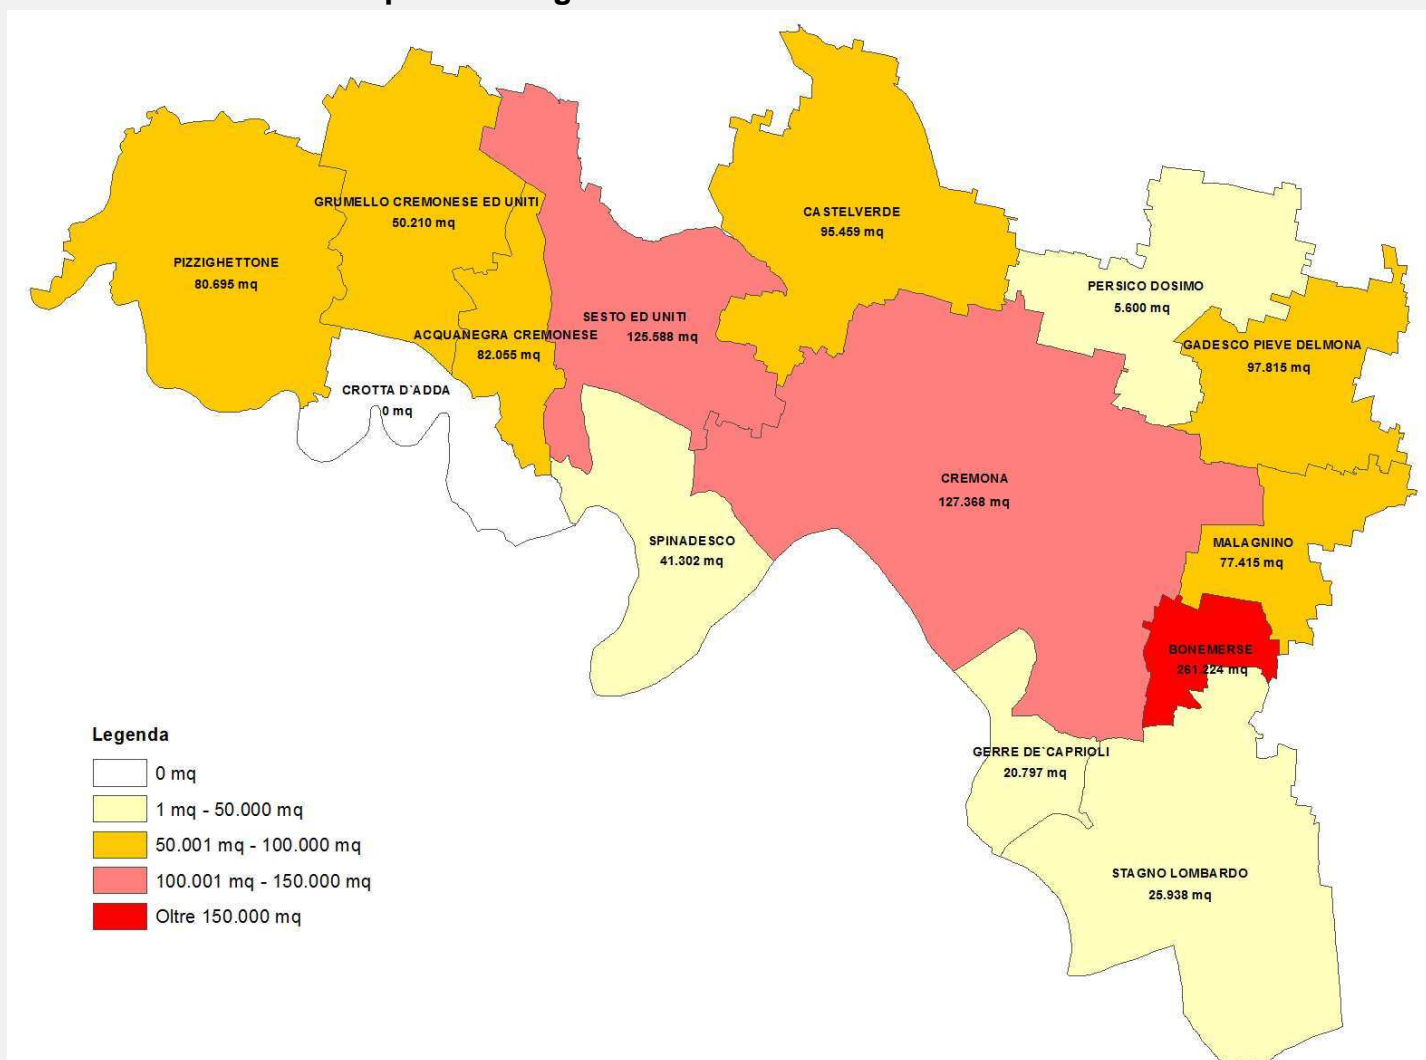 GRUMELLO CREMONESE ED UNITI
50.210 mq
CASTELVERDE
95.459 mq
PIZZIGHETTONE
80.695 mq
PERSICO DOSIMO
5.600 mq
SESTO ED UNITI
125.588 mq
ACQUANEGRA CREMONESE
82.055 mq
GADESCO PIEVE DELMONA
97.815 mq
CROTTA D`ADDA
0 mq
CREMONA
127.368 mq
SPINADESCO
41.302 mq
MALAGNINO
77.415 mq
BONEMERSE
261.224 mq
GERRE DE`CAPRIOLI
20.797 mq
STAGNO LOMBARDO
25.938 mq
Legenda
0 mq
1 mq - 50.000 mq
50.001 mq - 100.000 mq
100.001 mq - 150.000 mq
Oltre 150.000 mq